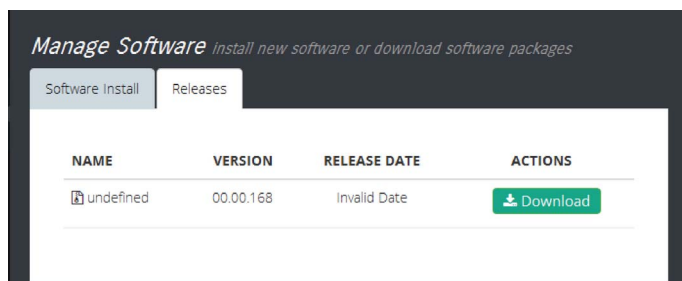 Manage Software install new software or download software packages
Software Install Releases
NAME VERSION RELEASE DATE ACTIONS
undefined 00.00.168 Invalid Date Download